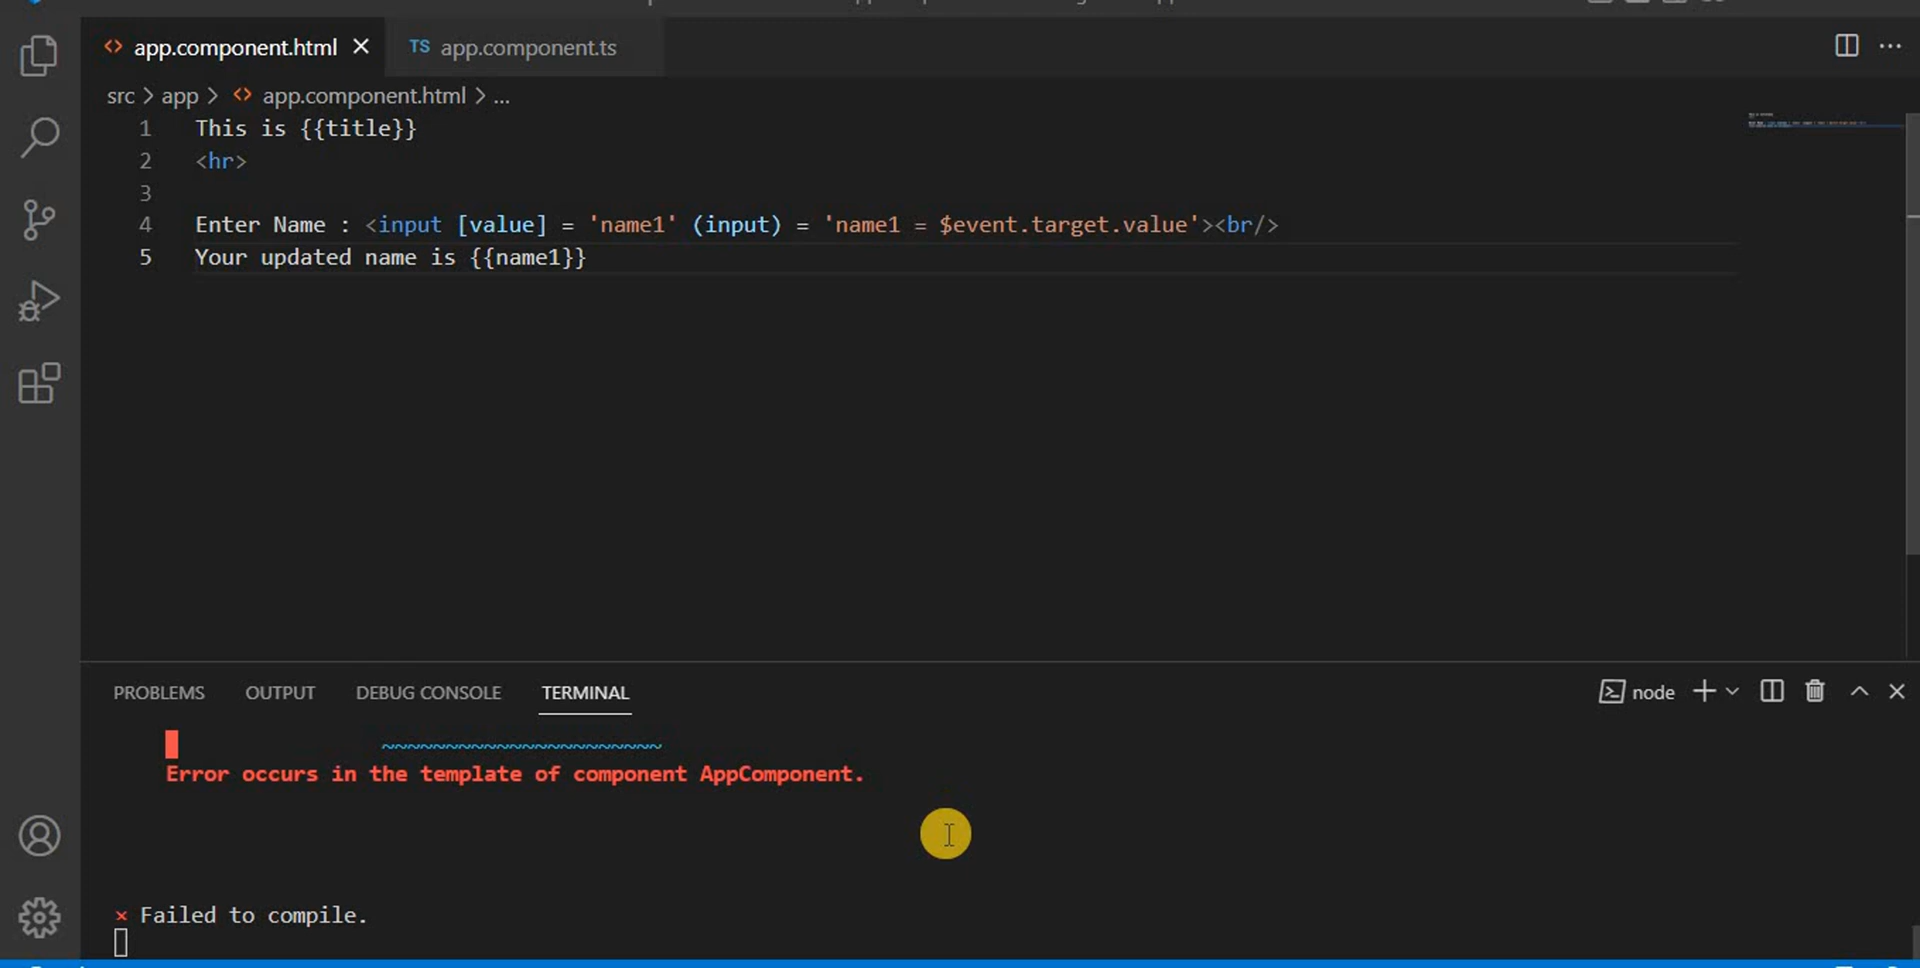 app.component.html
TS app.component.ts
src > app > app.component.html > ...
1 This is {{title}}
2 <hr>
3
4 Enter Name : <input [value] = 'name1' (input) = 'name1 = $event.target.value'><br/>
5 Your updated name is {{name1}}
PROBLEMS OUTPUT DEBUG CONSOLE TERMINAL node
~~~~~~~~~~~~~~~~~~~~~~
Error occurs in the template of component AppComponent.
× Failed to compile.